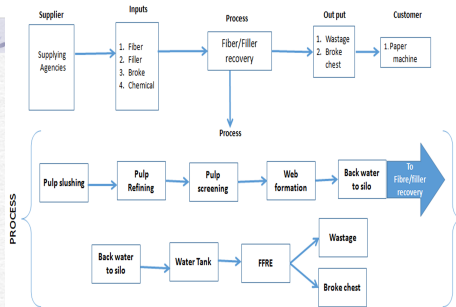 Supplier
Inputs
Process
Out put
Customer
Supplying
Agencies
1. Fiber
2. Filler
3. Broke
4. Chemical
Fiber/Filler
recovery
1. Wastage
2. Broke
chest
1.Paper
machine
Process
PROCESS
Pulp slushing
Pulp
Refining
Pulp
screening
Web
formation
Back water
to silo
To
Fibre/filler
recovery
Back water
to silo
Water Tank
FFRE
Wastage
Broke chest